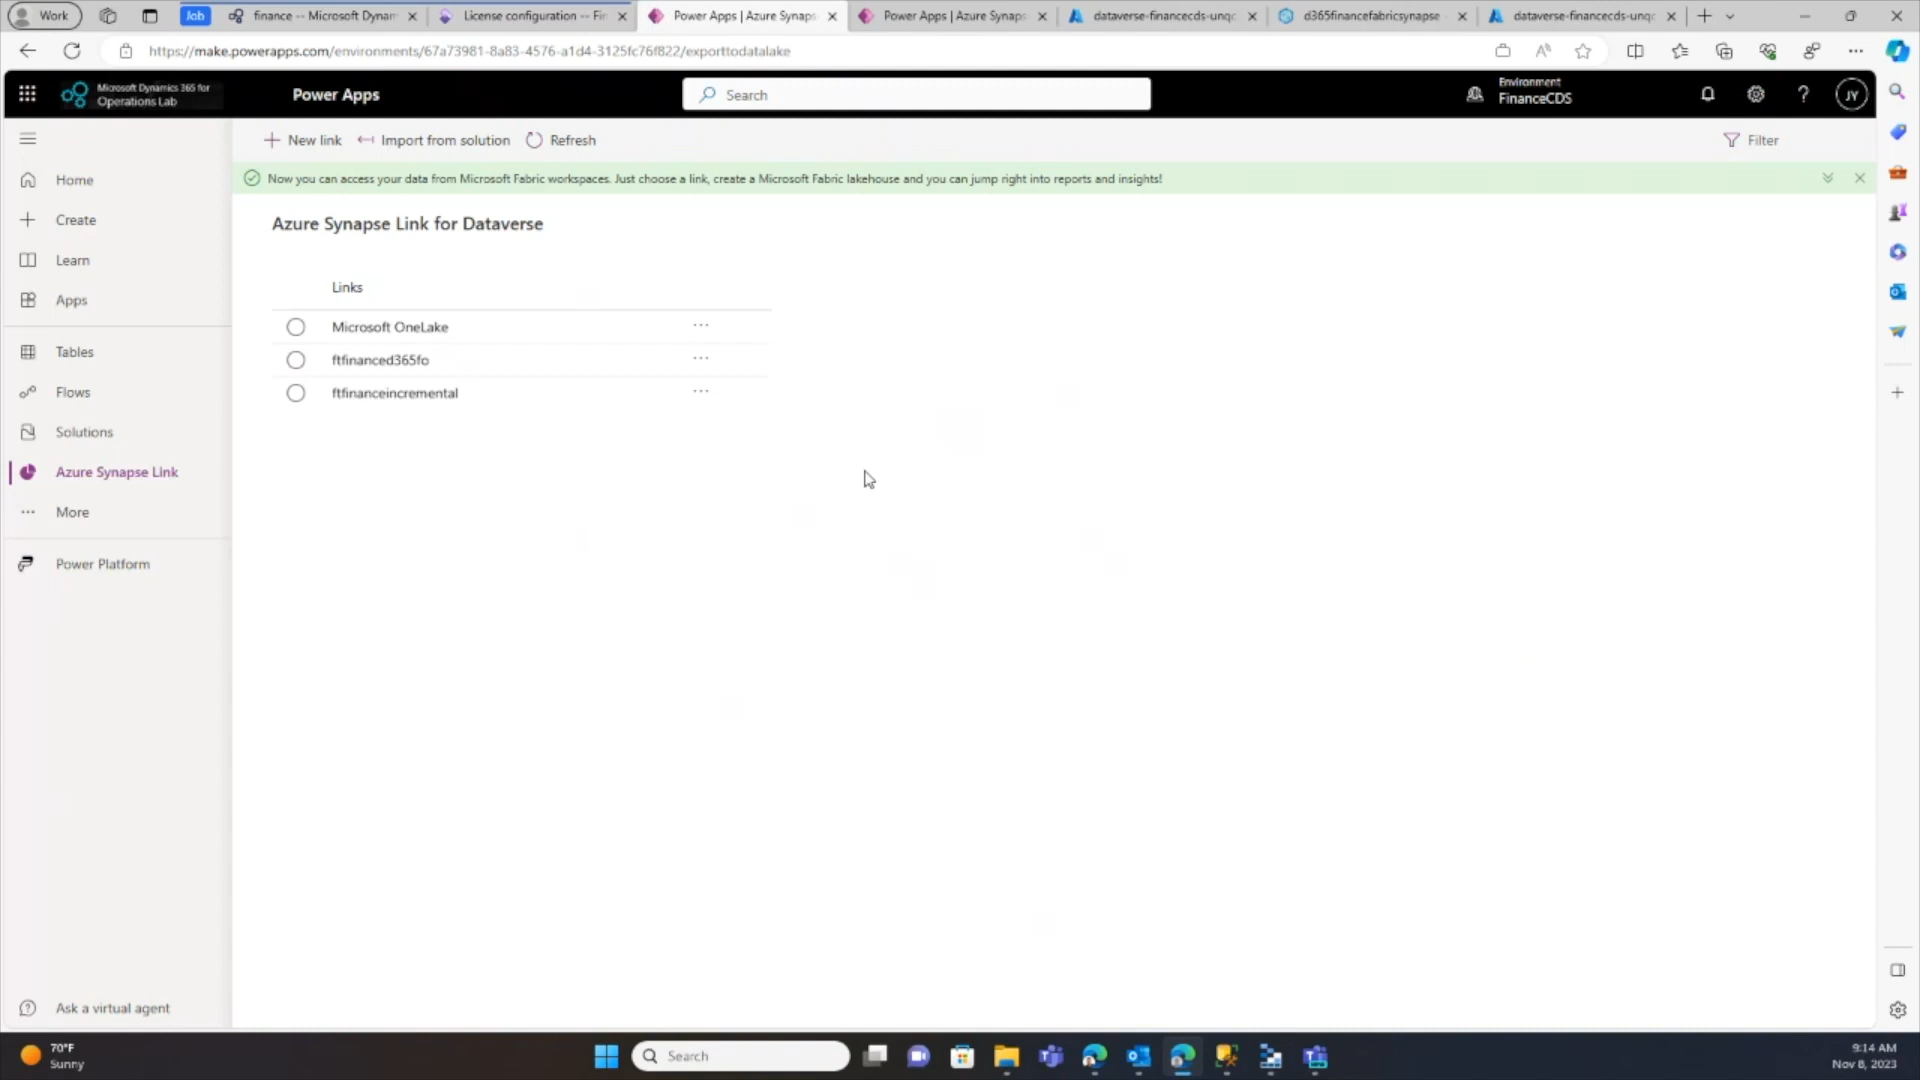 Work
Job
finance -- Microsoft Dynam
License configuration -- Fin
Power Apps | Azure Synaps
Power Apps | Azure Synaps
dataverse-financecds-unqc
d365financefabricsynapse
dataverse-financecds-unqc
https://make.powerapps.com/environments/67a73981-8a83-4576-a1d4-3125fc76f822/exporttodatalake
Microsoft Dynamics 365 for
Operations Lab
Power Apps
Search
Environment
FinanceCDS
JY
New link
Import from solution
Refresh
Filter
Now you can access your data from Microsoft Fabric workspaces. Just choose a link, create a Microsoft Fabric lakehouse and you can jump right into reports and insights!
Home
Create
Learn
Apps
Tables
Flows
Solutions
Azure Synapse Link
More
Power Platform
Ask a virtual agent
Azure Synapse Link for Dataverse
Links
Microsoft OneLake
ftfinanced365fo
ftfinanceincremental
70°F
Sunny
Search
9:14 AM
Nov 8, 2023